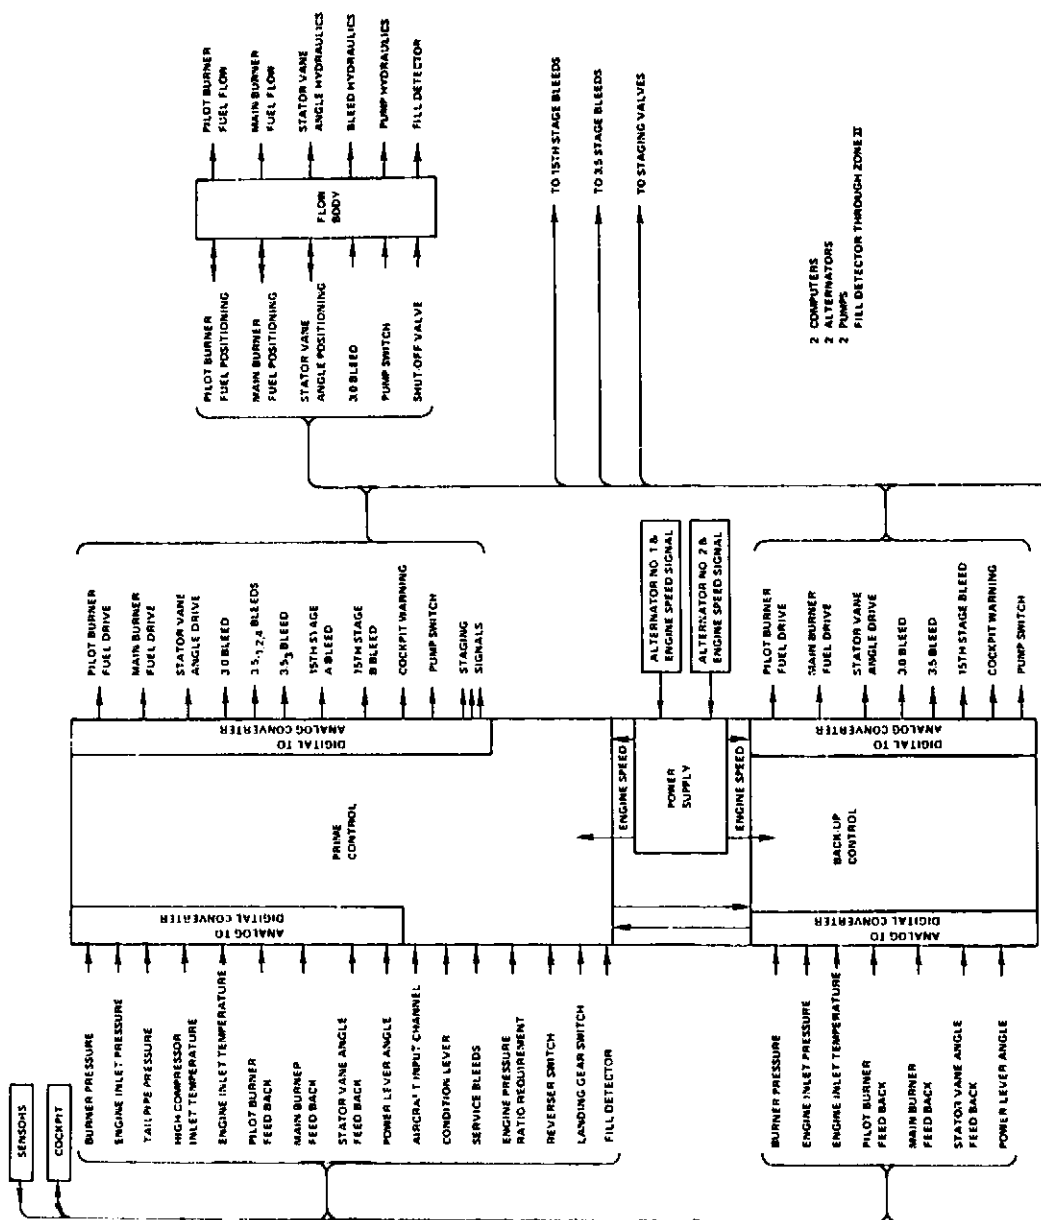 SENSORS
COCKPIT
BURNER PRESSURE
ENGINE INLET PRESSURE
TAILPIPE PRESSURE
HIGH COMPRESSOR
INLET TEMPERATURE
ENGINE INLET TEMPERATURE
PILOT BURNER
FEED BACK
MAIN BURNER
FEED BACK
STATOR VANE ANGLE
FEED BACK
POWER LEVER ANGLE
AIRCRAFT INPUT CHANNEL
CONDITION LEVER
SERVICE BLEEDS
ENGINE PRESSURE
RATIO REQUIREMENT
REVERSER SWITCH
LANDING GEAR SWITCH
FILL DETECTOR
ANALOG TO
DIGITAL CONVERTER
PRIME
CONTROL
DIGITAL TO
ANALOG CONVERTER
PILOT BURNER
FUEL DRIVE
MAIN BURNER
FUEL DRIVE
STATOR VANE
ANGLE DRIVE
3.0 BLEED
3.5,1,2,4 BLEEDS
3.5,3 BLEED
15TH STAGE
A BLEED
15TH STAGE
B BLEED
COCKPIT WARNING
PUMP SWITCH
STAGING
SIGNALS
ENGINE SPEED
POWER
SUPPLY
ENGINE SPEED
ALTERNATOR NO. 1 &
ENGINE SPEED SIGNAL
ALTERNATOR NO. 2 &
ENGINE SPEED SIGNAL
BURNER PRESSURE
ENGINE INLET PRESSURE
ENGINE INLET TEMPERATURE
PILOT BURNER
FEED BACK
MAIN BURNER
FEED BACK
STATOR VANE ANGLE
FEED BACK
POWER LEVER ANGLE
ANALOG TO
DIGITAL CONVERTER
BACK-UP
CONTROL
DIGITAL TO
ANALOG CONVERTER
PILOT BURNER
FUEL DRIVE
MAIN BURNER
FUEL DRIVE
STATOR VANE
ANGLE DRIVE
3.0 BLEED
3.5 BLEED
15TH STAGE BLEED
COCKPIT WARNING
PUMP SWITCH
PILOT BURNER
FUEL POSITIONING
MAIN BURNER
FUEL POSITIONING
STATOR VANE
ANGLE POSITIONING
3.0 BLEED
PUMP SWITCH
SHUT-OFF VALVE
FLOW
BODY
PILOT BURNER
FUEL FLOW
MAIN BURNER
FUEL FLOW
STATOR VANE
ANGLE HYDRAULICS
BLEED HYDRAULICS
PUMP HYDRAULICS
FILL DETECTOR
TO 15TH STAGE BLEEDS
TO 3.5 STAGE BLEEDS
TO STAGING VALVES
2 COMPUTERS
2 ALTERNATORS
2 PUMPS
FILL DETECTOR THROUGH ZONE II